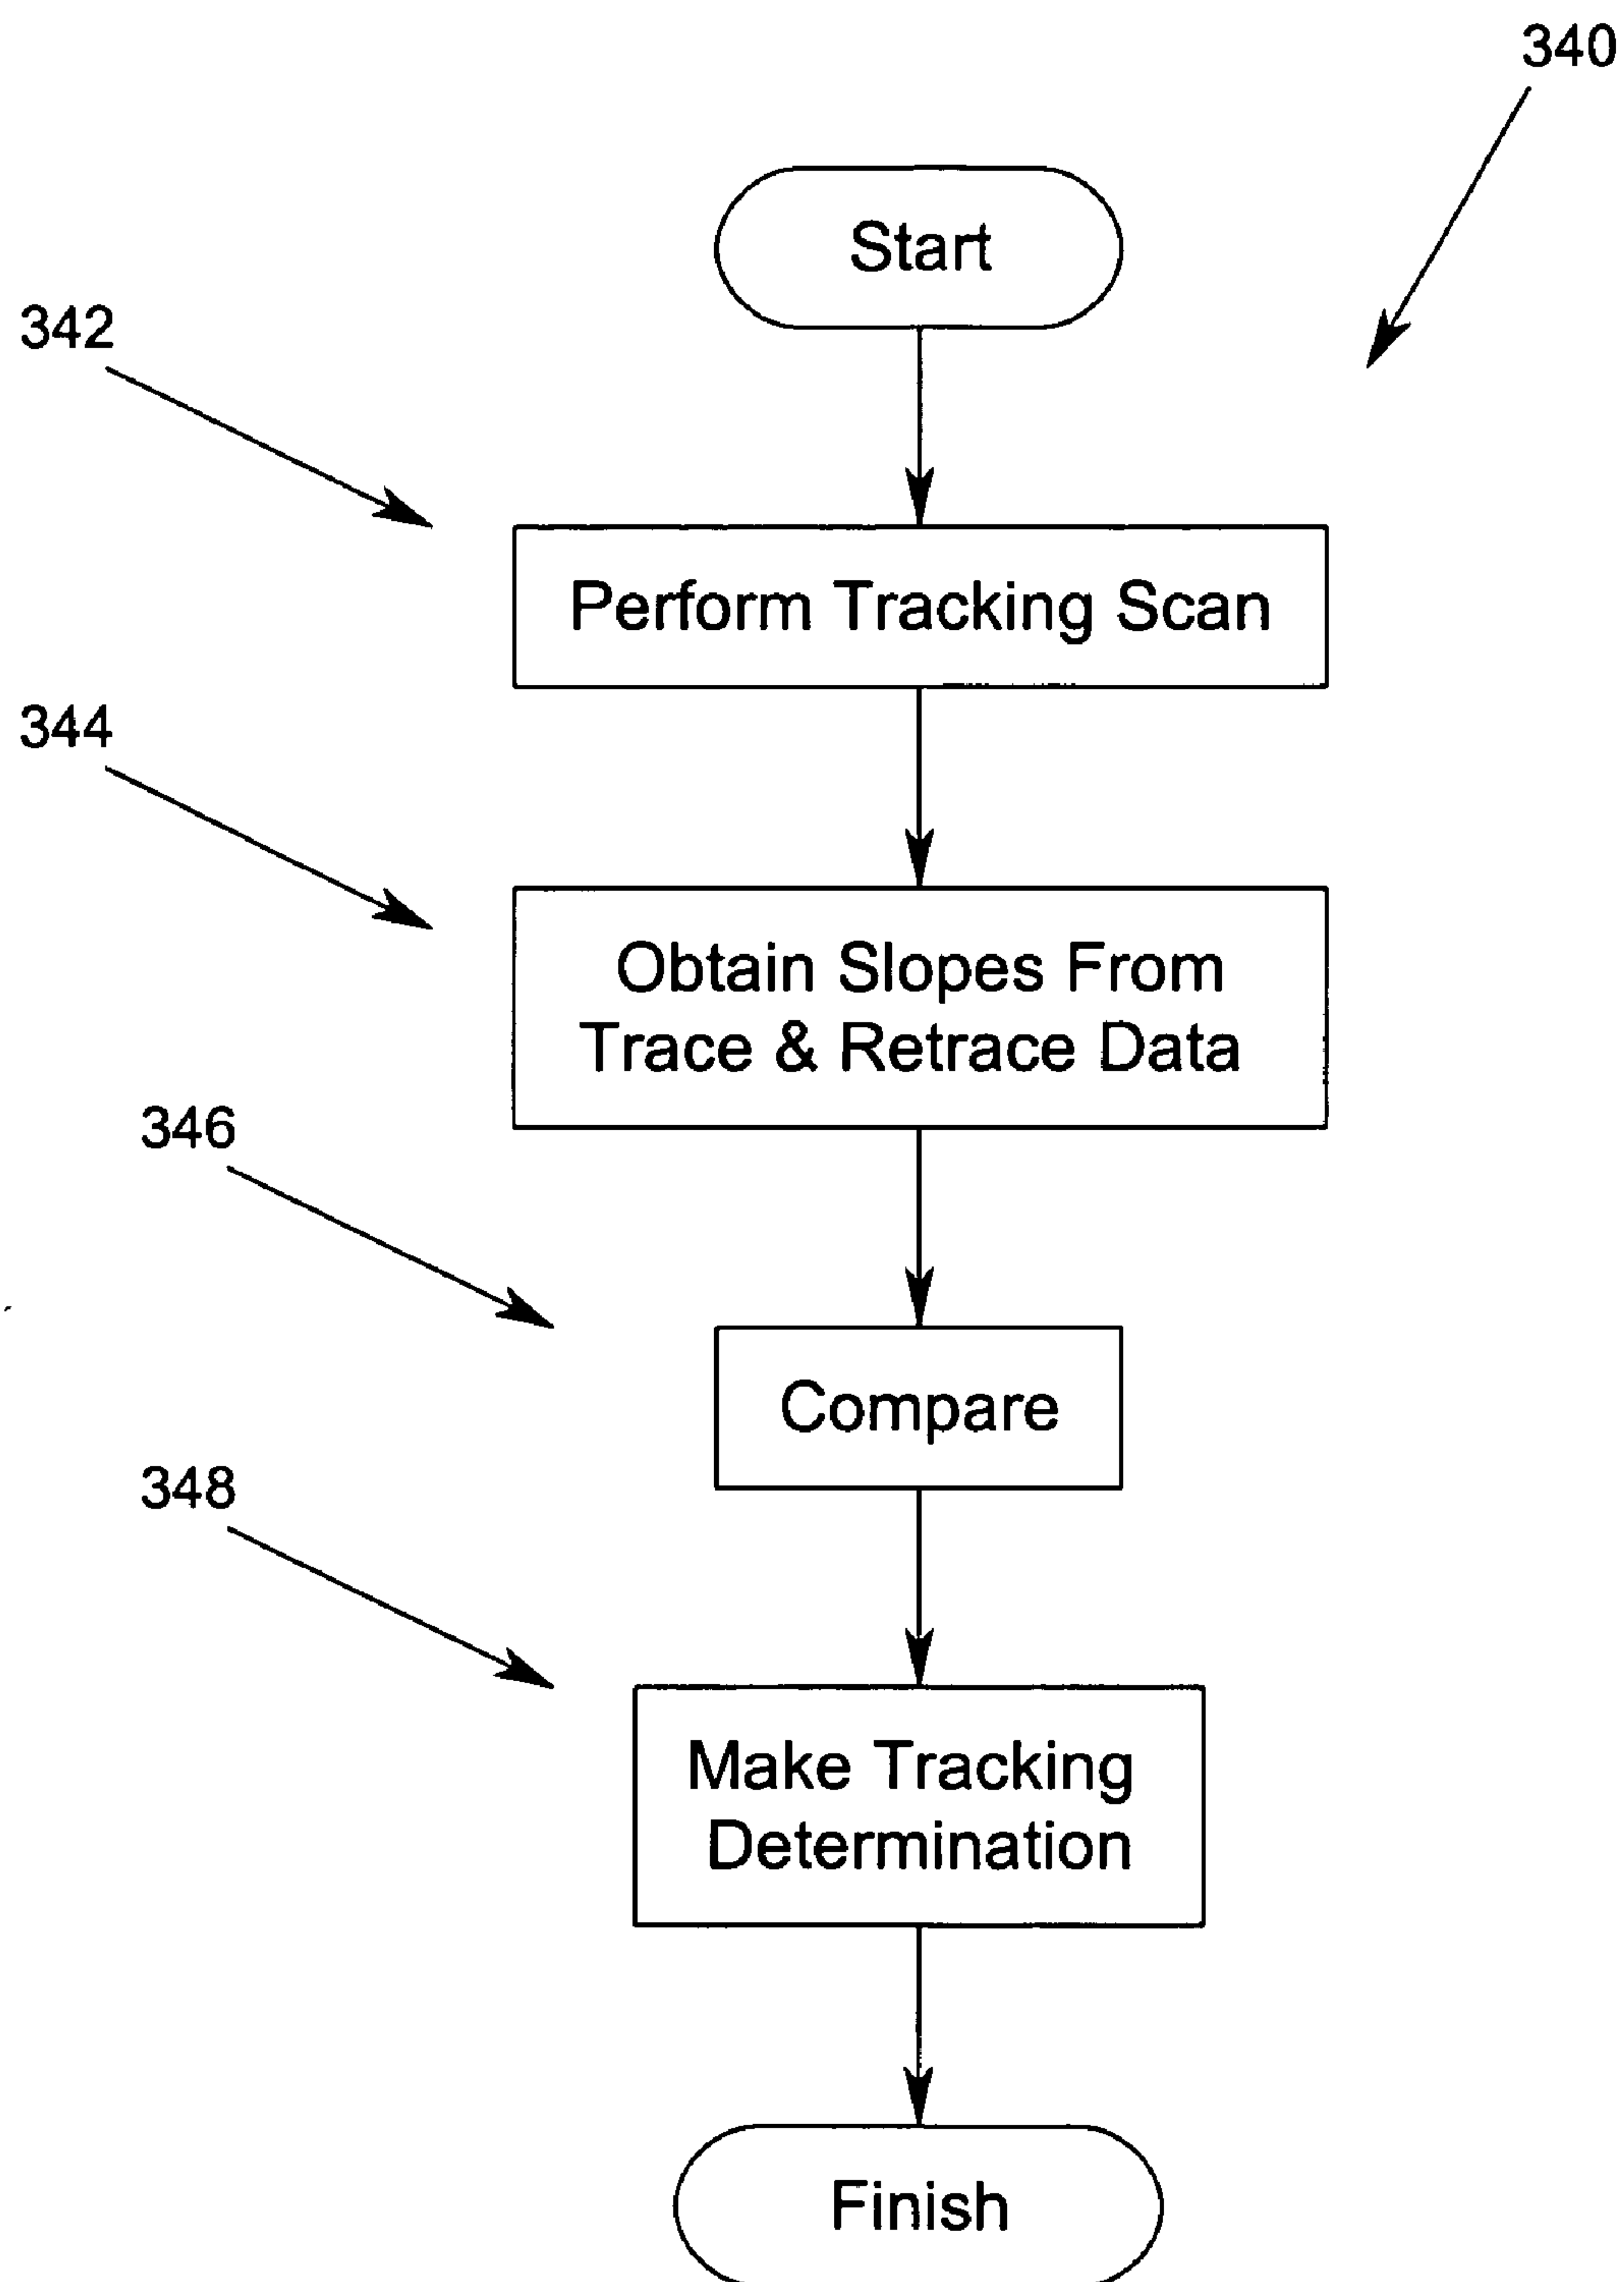 340
Start
342
Perform Tracking Scan
344
Obtain Slopes From
Trace & Retrace Data
346
Compare
348
Make Tracking
Determination
Finish